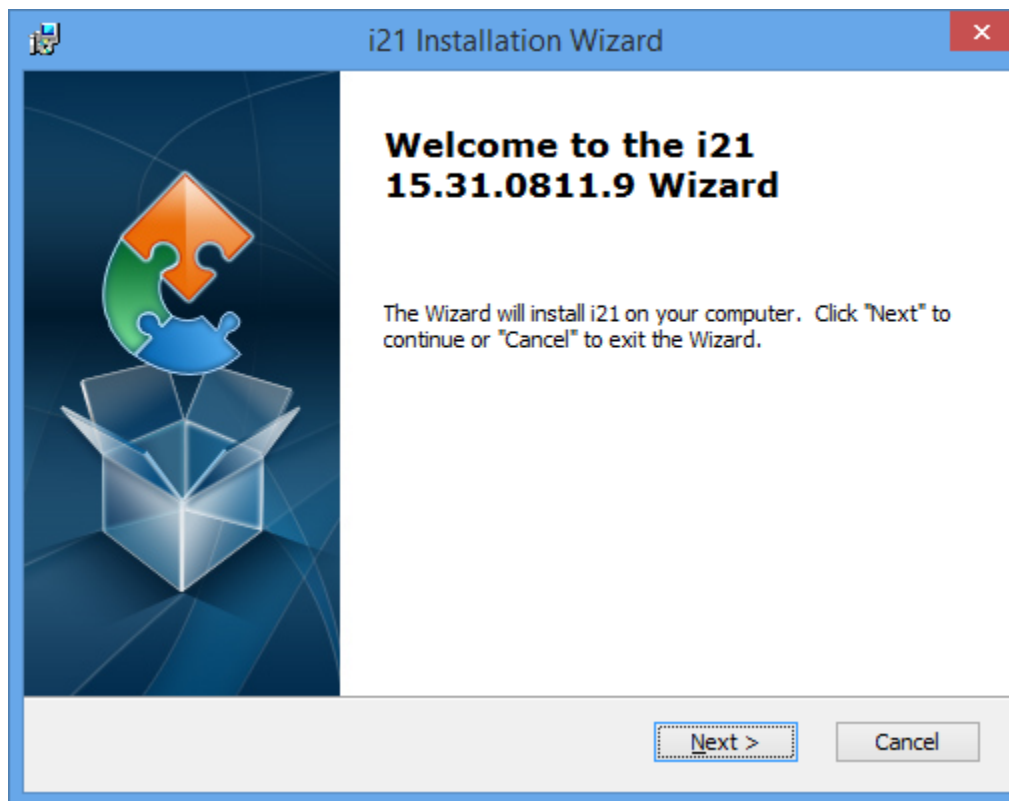 i21 Installation Wizard
Welcome to the i21
15.31.0811.9 Wizard
The Wizard will install i21 on your computer.  Click "Next" to
continue or "Cancel" to exit the Wizard.
Next >
Cancel